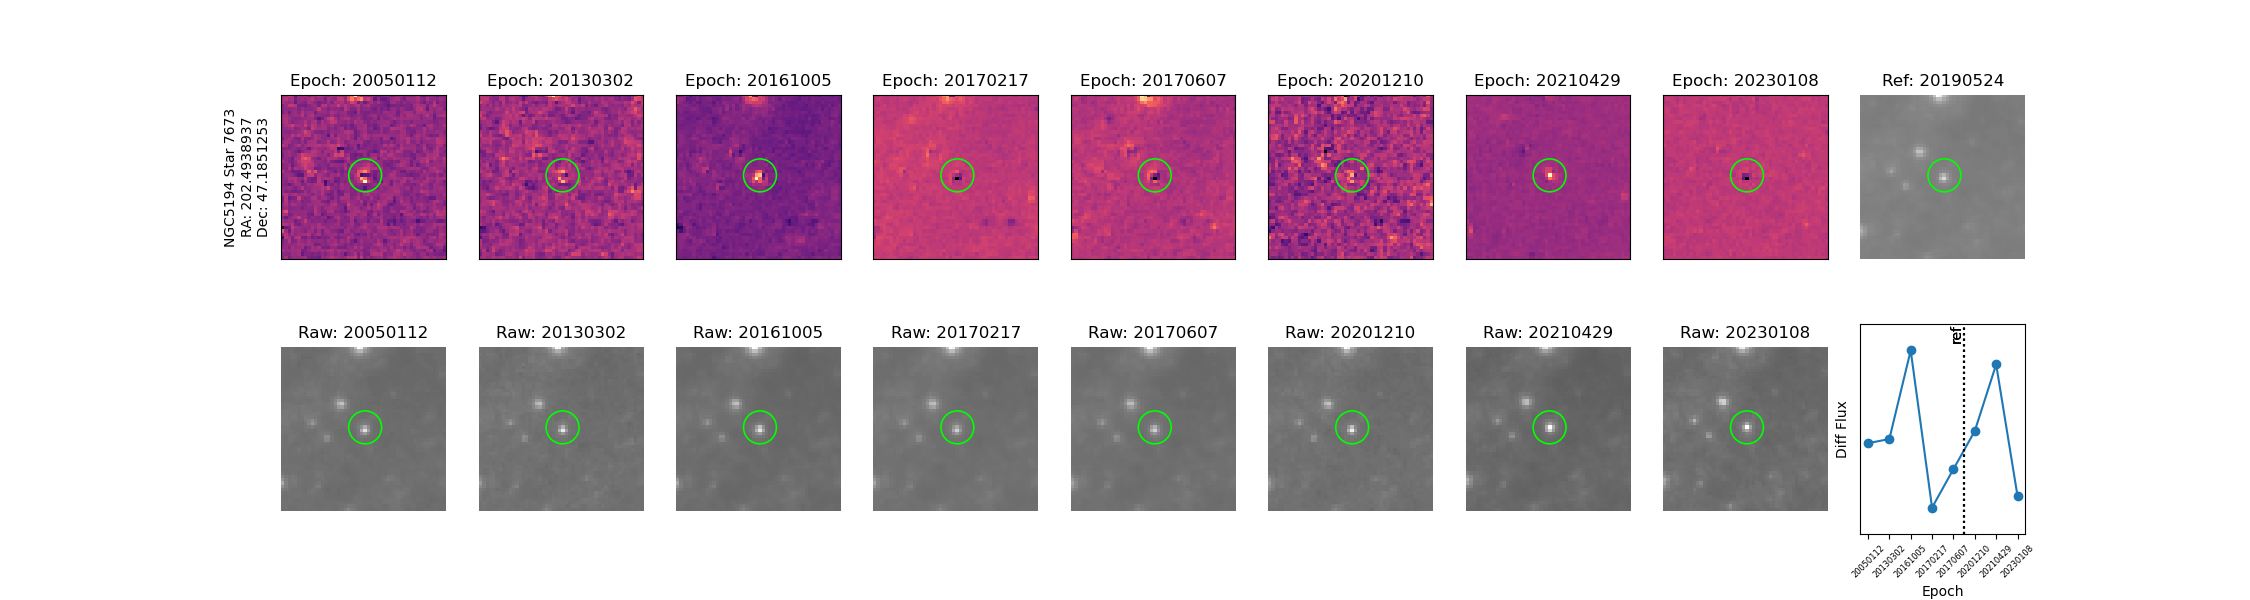 NGC5194 Star 7673
RA: 202.4938937
Dec: 47.1851253
Epoch: 20050112
Epoch: 20130302
Epoch: 20161005
Epoch: 20170217
Epoch: 20170607
Epoch: 20201210
Epoch: 20210429
Epoch: 20230108
Ref: 20190524
Raw: 20050112
Raw: 20130302
Raw: 20161005
Raw: 20170217
Raw: 20170607
Raw: 20201210
Raw: 20210429
Raw: 20230108
ref
Diff Flux
20050112
20130302
20161005
20170217
20170607
20201210
20210429
20230108
Epoch